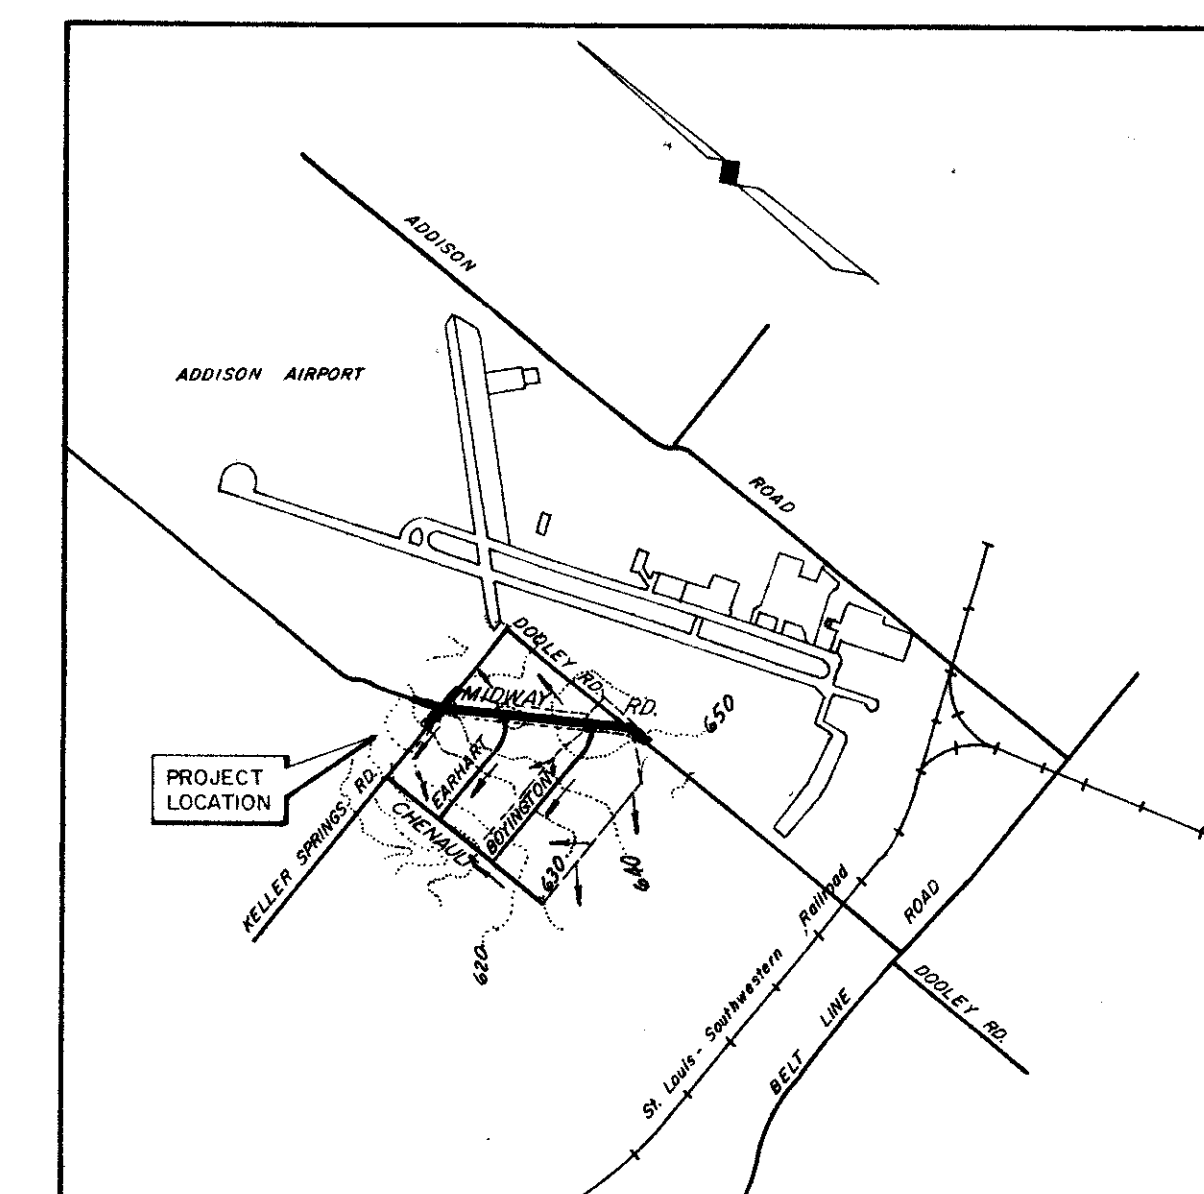 ADDISON
ADDISON AIRPORT
ROAD
DOOLEY RD.
MIDWAY RD.
650
PROJECT
LOCATION
EARHART
BOYINGTON
CHENAULT
KELLER SPRINGS RD.
630
640
620
St. Louis - Southwestern Railroad
BELT LINE ROAD
DOOLEY RD.